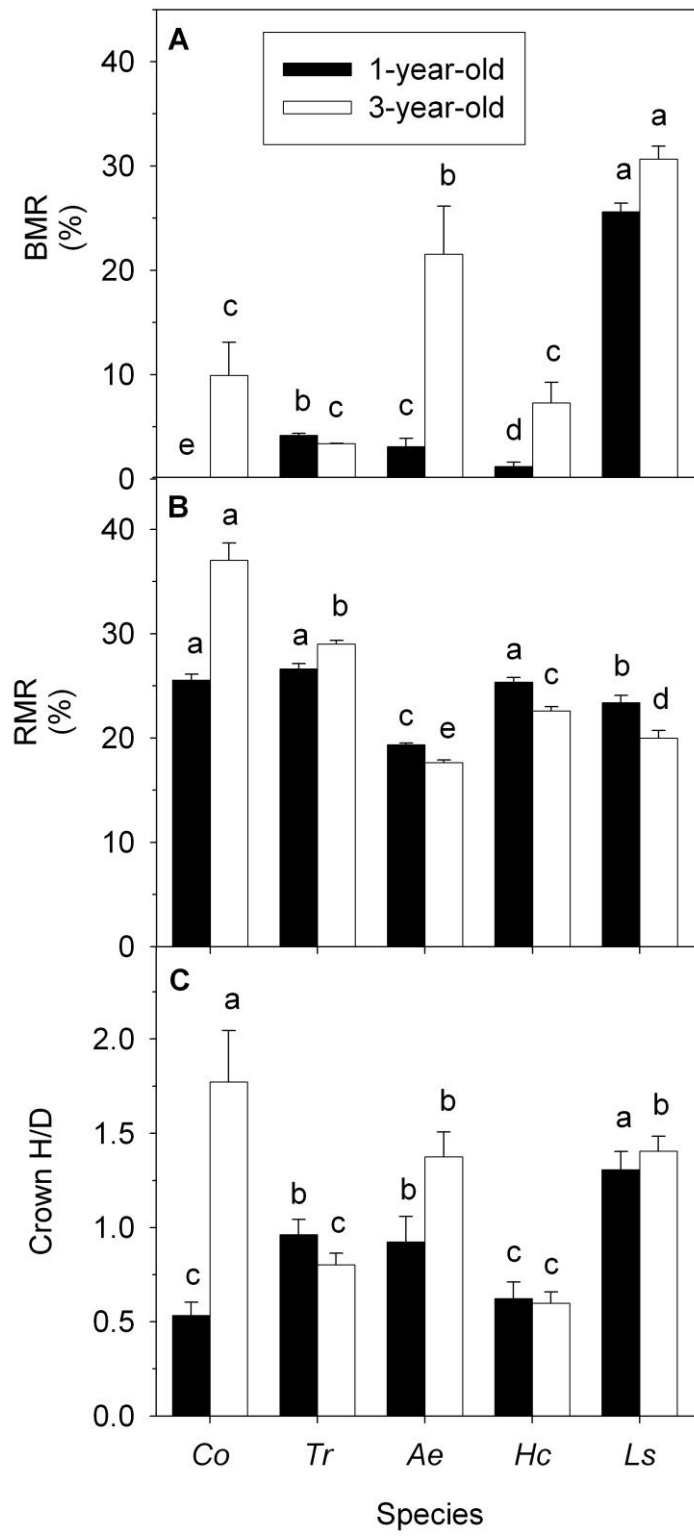 A
1-year-old
3-year-old
40
30
20
10
0
BMR
(%)
e c b c c b d c a a
B
40
30
20
10
0
RMR
(%)
a a a b c e a c b d
C
2.0
1.5
1.0
0.5
0.0
Crown H/D
c a b c b b c c a b
Co Tr Ae Hc Ls
Species